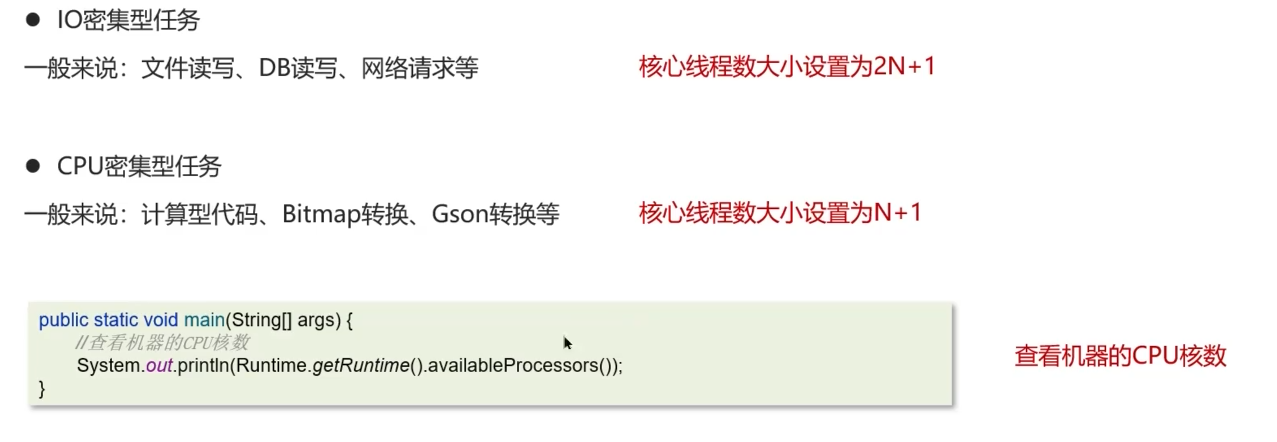 ● IO密集型任务
一般来说：文件读写、DB读写、网络请求等 核心线程数大小设置为2N+1
● CPU密集型任务
一般来说：计算型代码、Bitmap转换、Gson转换等 核心线程数大小设置为N+1
public static void main(String[] args) {
//查看机器的CPU核数
System.out.println(Runtime.getRuntime().availableProcessors());
}
查看机器的CPU核数